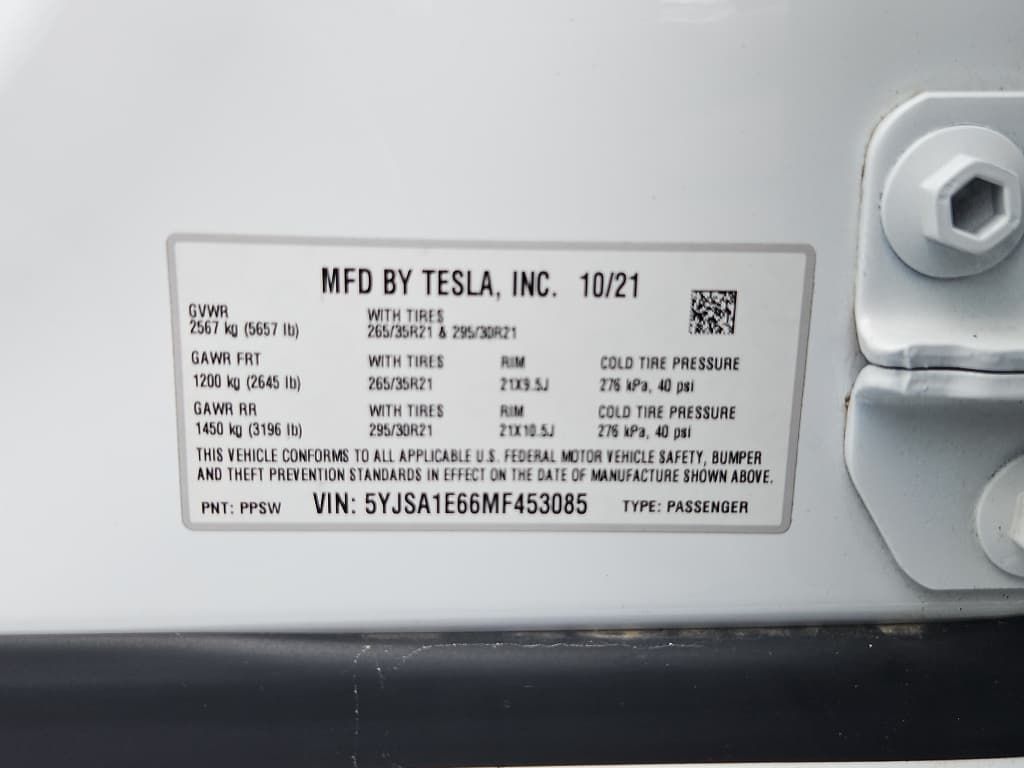 MFD BY TESLA, INC. 10/21
GVWR WITH TIRES
2567 kg (5657 lb) 265/35R21 & 295/30R21
GAWR FRT WITH TIRES RIM COLD TIRE PRESSURE
1200 kg (2645 lb) 265/35R21 21X9.5J 276 kPa, 40 psi
GAWR RR WITH TIRES RIM COLD TIRE PRESSURE
1450 kg (3196 lb) 295/30R21 21X10.5J 276 kPa, 40 psi
THIS VEHICLE CONFORMS TO ALL APPLICABLE U.S. FEDERAL MOTOR VEHICLE SAFETY, BUMPER
AND THEFT PREVENTION STANDARDS IN EFFECT ON THE DATE OF MANUFACTURE SHOWN ABOVE.
PNT: PPSW VIN: 5YJSA1E66MF453085 TYPE: PASSENGER